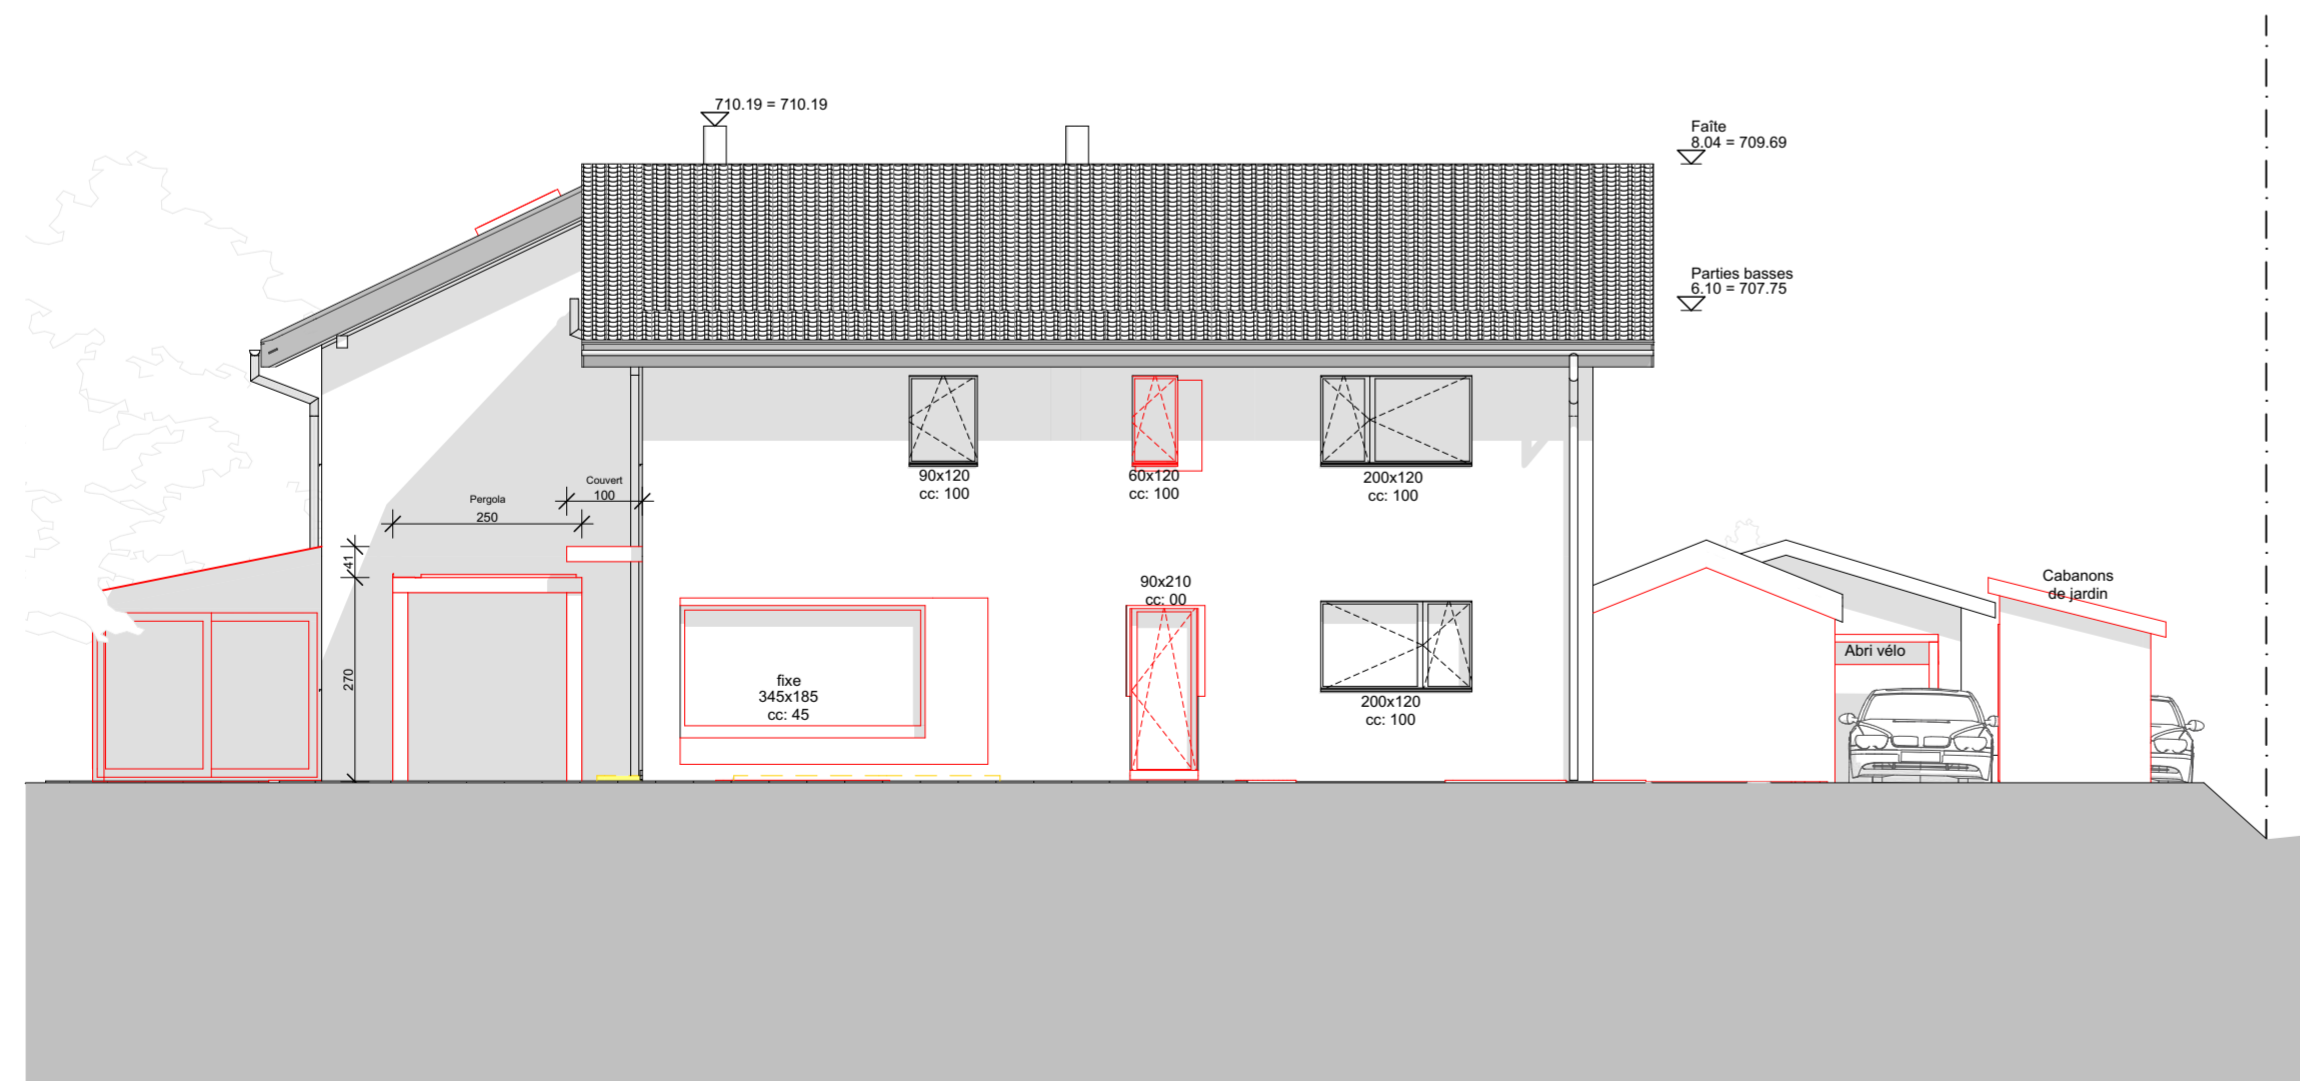 710.19 = 710.19
Faîte
8.04 = 709.69
Parties basses
6.10 = 707.75
90x120
cc: 100
60x120
cc: 100
200x120
cc: 100
Couvert
100
Pergola
250
41
270
90x210
cc: 00
fixe
345x185
cc: 45
200x120
cc: 100
Cabanons
de jardin
Abri vélo